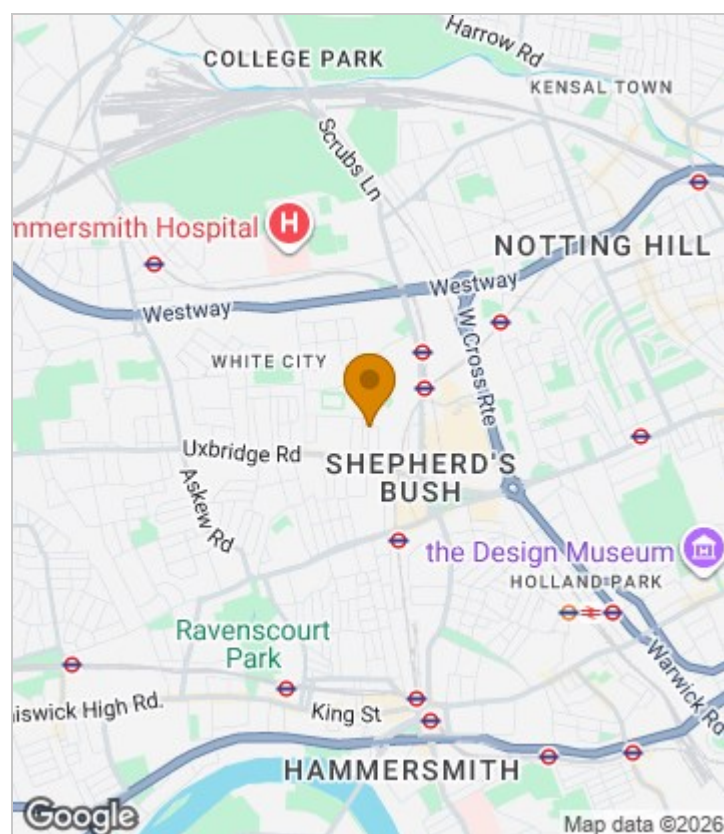 Harrow Rd
COLLEGE PARK
KENSAL TOWN
Scrubs Ln
mmersmith Hospital
H
NOTTING HILL
Westway
Westway
W Cross Rte
WHITE CITY
Uxbridge Rd
SHEPHERD'S
BUSH
Askew Rd
the Design Museum
HOLLAND PARK
Ravenscourt
Park
Warwick Rd
niswick High Rd.
King St
HAMMERSMITH
Google
Map data ©2026